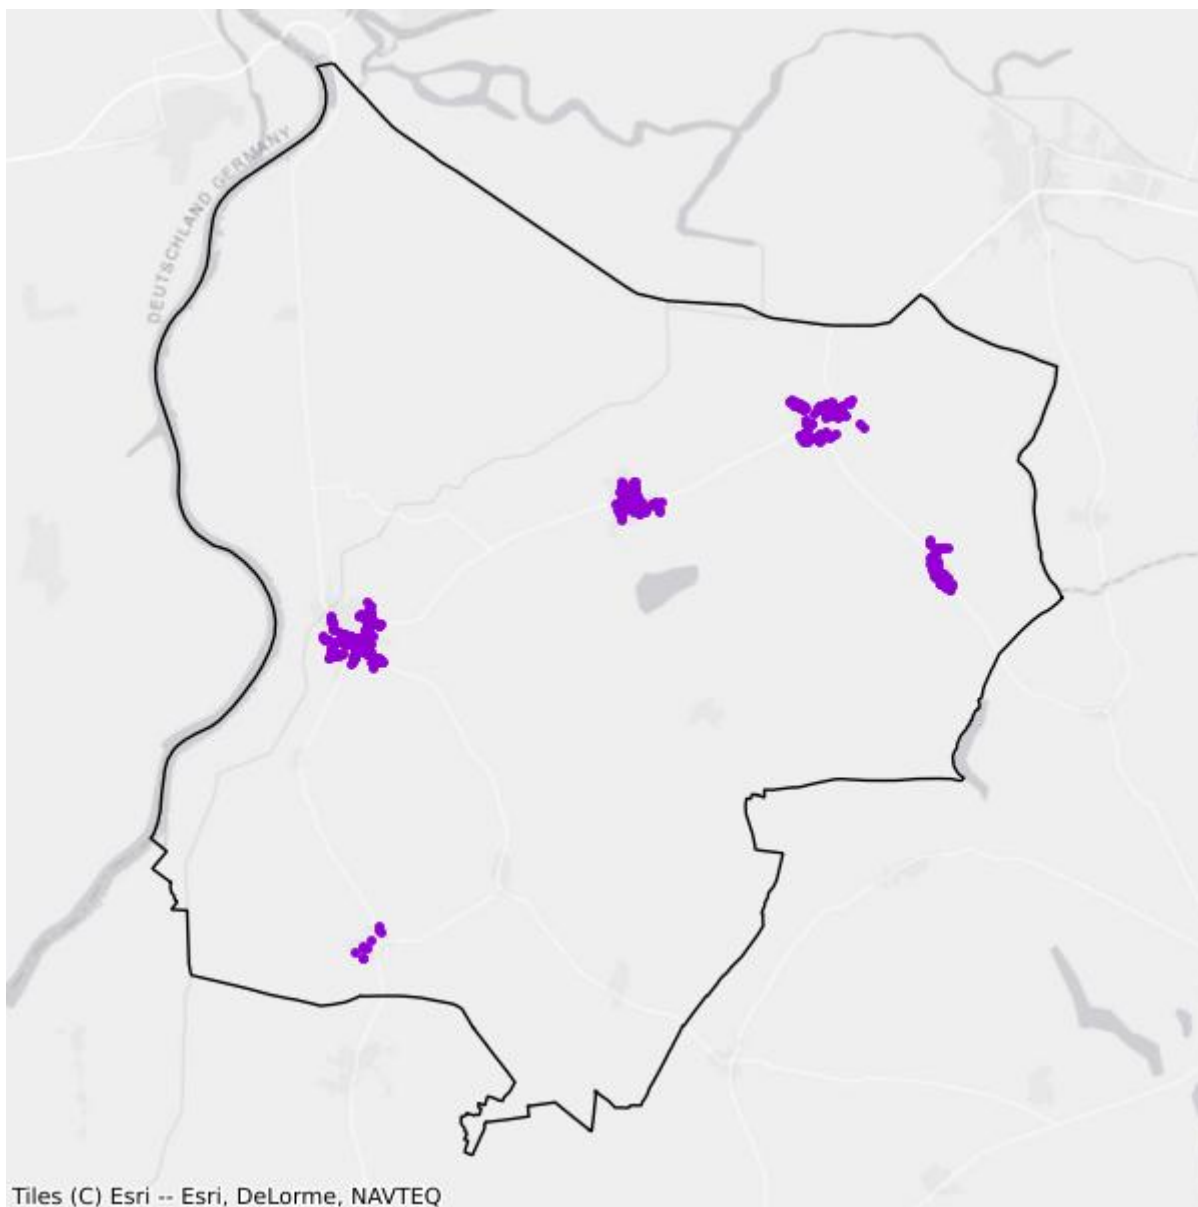 DEUTSCHLAND GERMANY
Tiles (C) Esri -- Esri, DeLorme, NAVTEQ